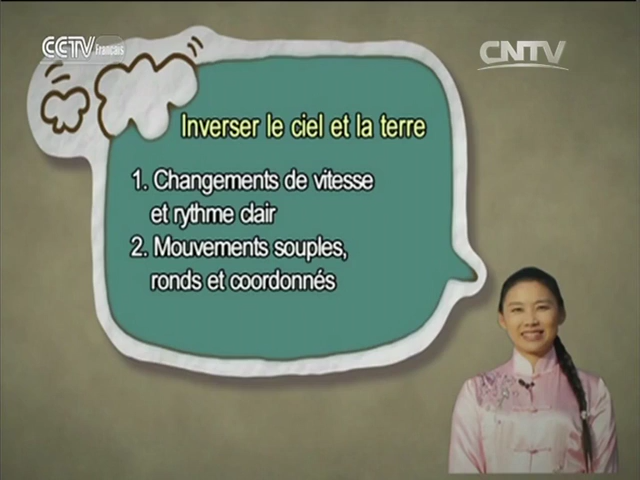 CCTV Français
CNTV
Inverser le ciel et la terre
1. Changements de vitesse
et rythme clair
2. Mouvements souples,
ronds et coordonnés